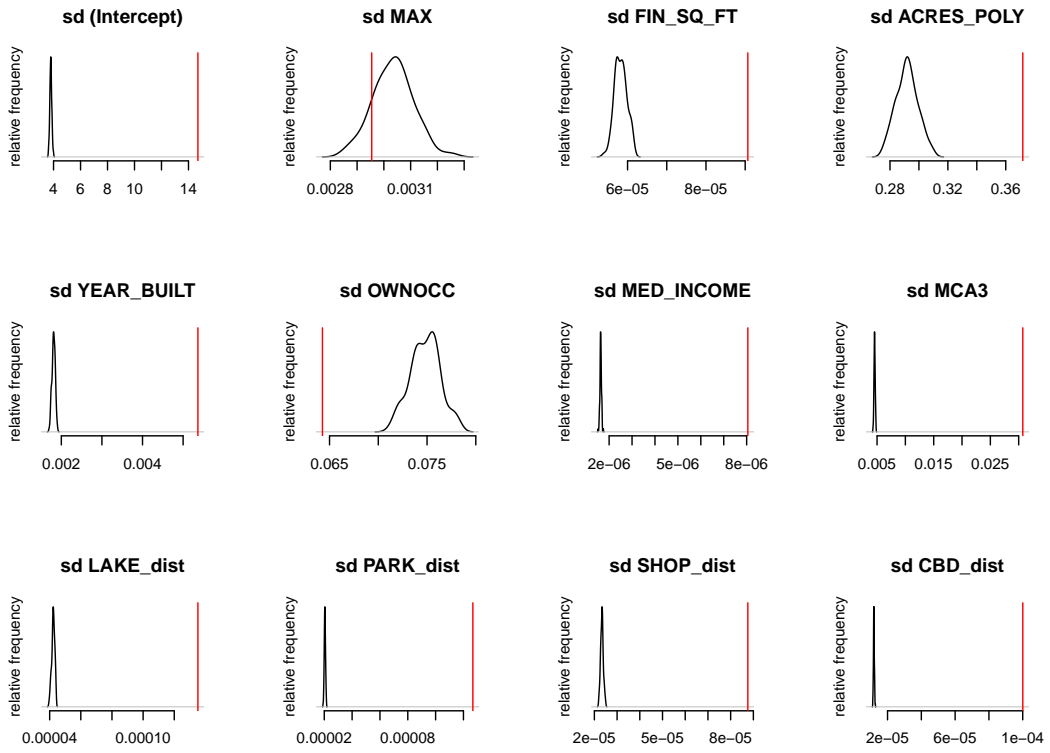 sd (Intercept)
relative frequency
4 6 8 10 14
sd MAX
relative frequency
0.0028 0.0031
sd FIN_SQ_FT
relative frequency
6e−05 8e−05
sd ACRES_POLY
relative frequency
0.28 0.32 0.36
sd YEAR_BUILT
relative frequency
0.002 0.004
sd OWNOCC
relative frequency
0.065 0.075
sd MED_INCOME
relative frequency
2e−06 5e−06 8e−06
sd MCA3
relative frequency
0.005 0.015 0.025
sd LAKE_dist
relative frequency
0.00004 0.00010
sd PARK_dist
relative frequency
0.00002 0.00008
sd SHOP_dist
relative frequency
2e−05 5e−05 8e−05
sd CBD_dist
relative frequency
2e−05 6e−05 1e−04